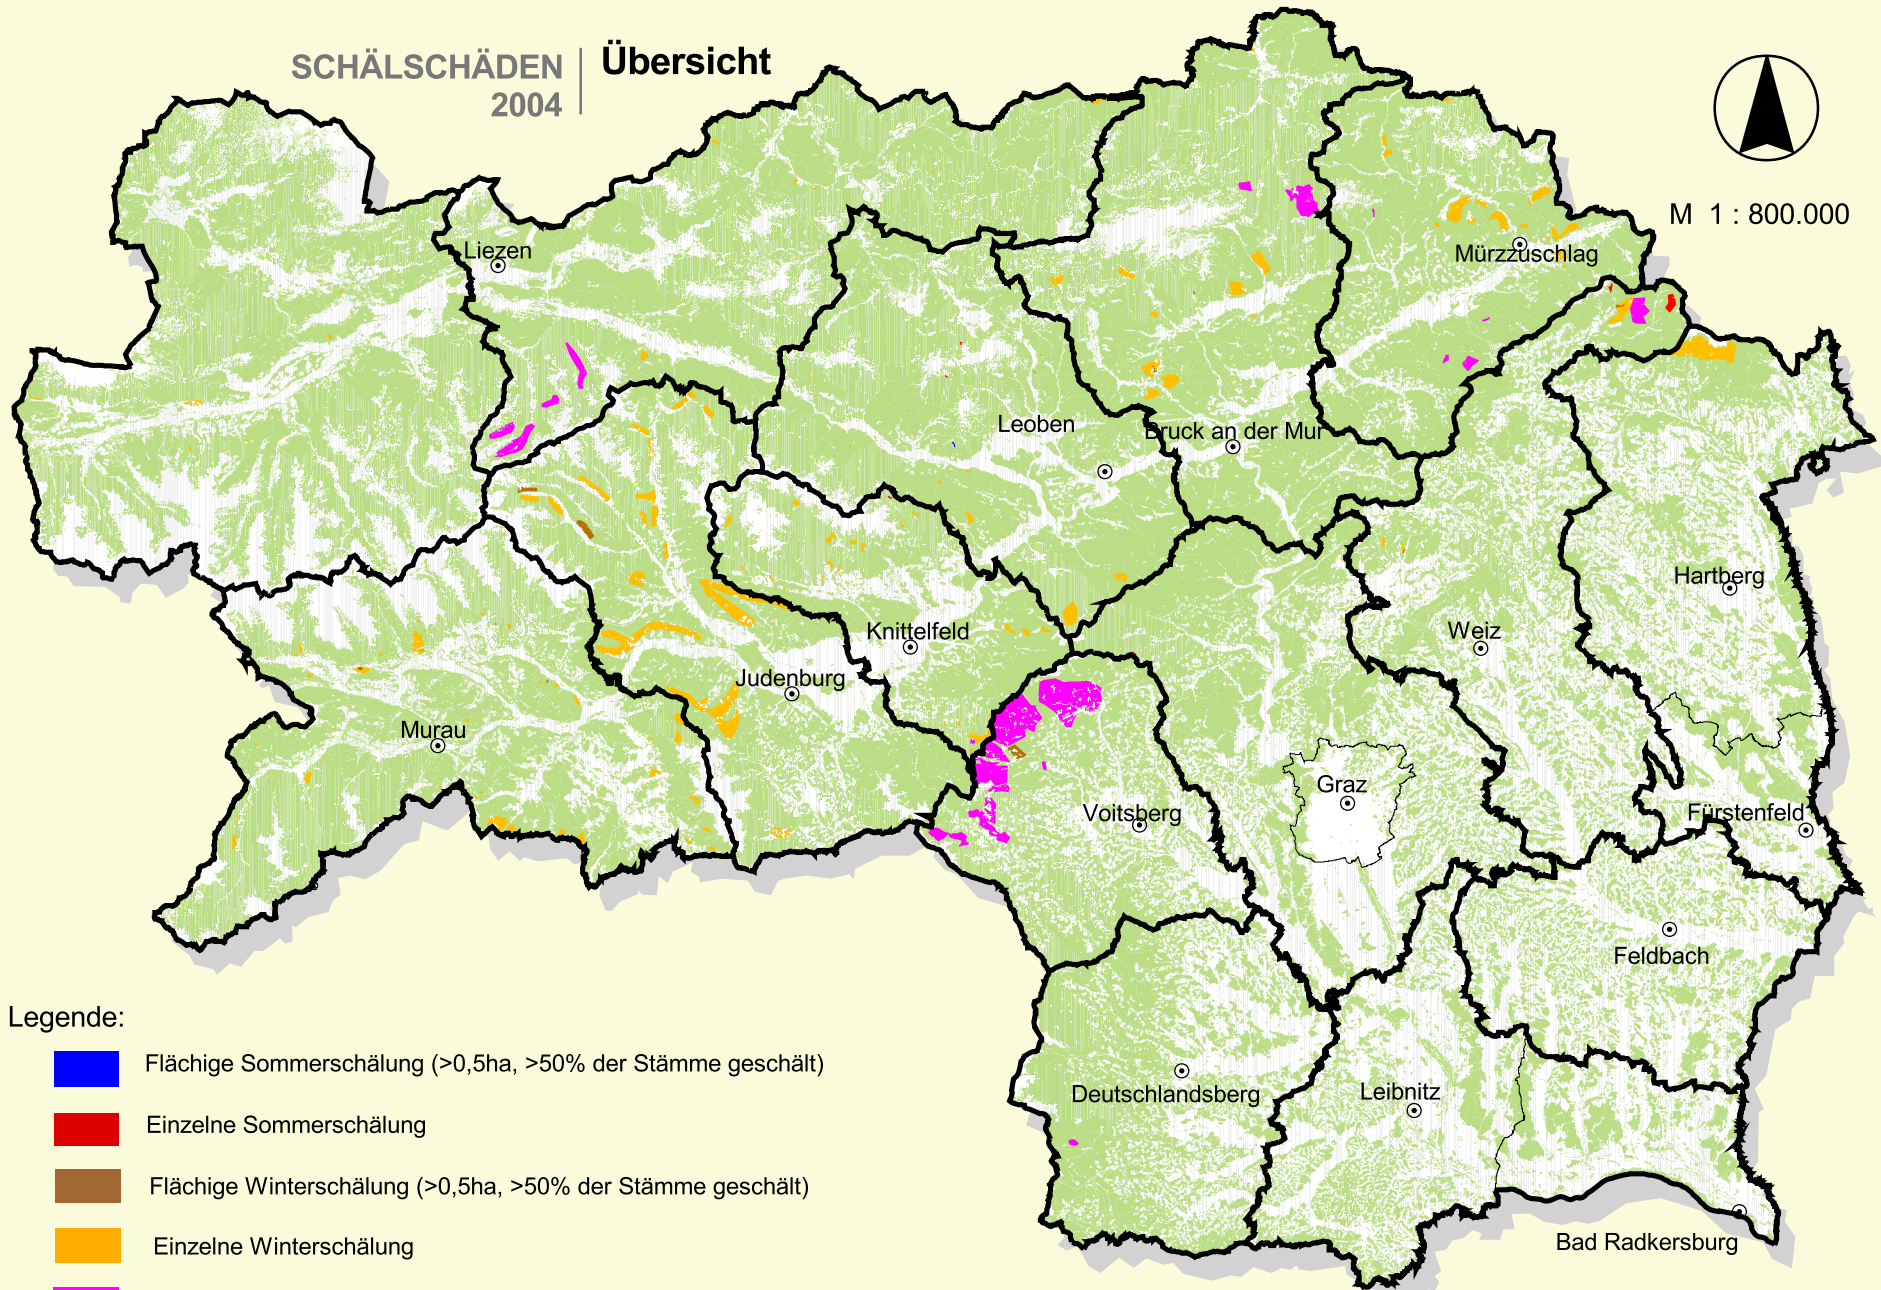 SCHÄLSCHÄDEN
2004
Übersicht
M 1 : 800.000
Liezen
Mürzzuschlag
Leoben
Bruck an der Mur
Hartberg
Knittelfeld
Weiz
Judenburg
Murau
Graz
Voitsberg
Fürstenfeld
Feldbach
Deutschlandsberg
Leibnitz
Bad Radkersburg
Legende:
Flächige Sommerschälung (>0,5ha, >50% der Stämme geschält)
Einzelne Sommerschälung
Flächige Winterschälung (>0,5ha, >50% der Stämme geschält)
Einzelne Winterschälung